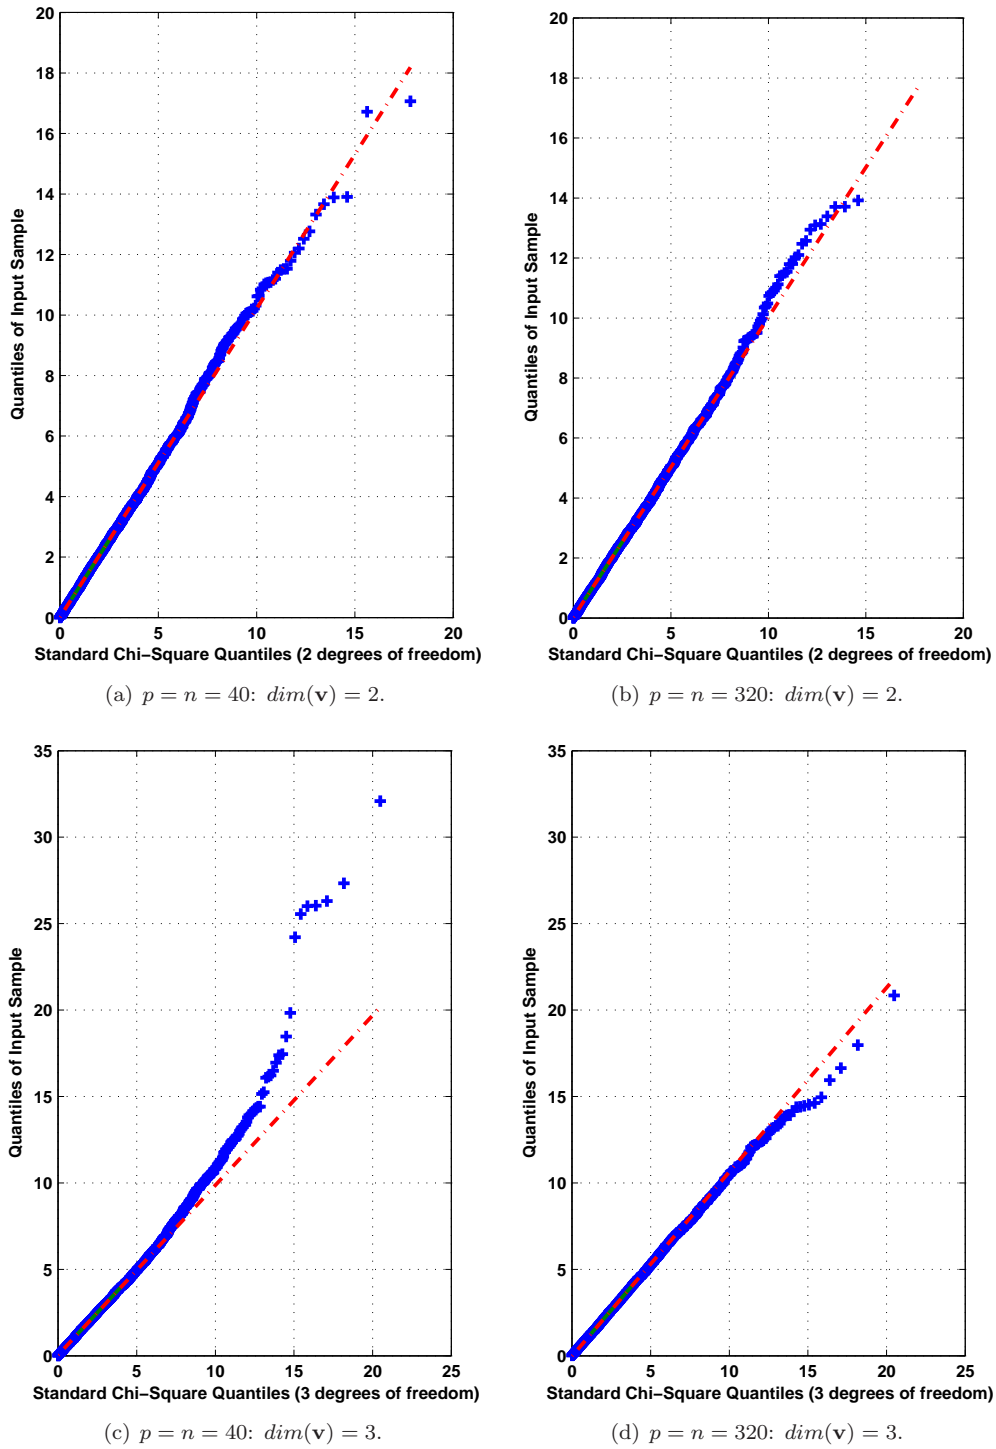 20
18
16
14
12
10
8
6
4
2
0
Quantiles of Input Sample
0 5 10 15 20
Standard Chi−Square Quantiles (2 degrees of freedom)
(a) p = n = 40: dim(v) = 2.
20
18
16
14
12
10
8
6
4
2
0
Quantiles of Input Sample
0 5 10 15 20
Standard Chi−Square Quantiles (2 degrees of freedom)
(b) p = n = 320: dim(v) = 2.
35
30
25
20
15
10
5
0
Quantiles of Input Sample
0 5 10 15 20 25
Standard Chi−Square Quantiles (3 degrees of freedom)
(c) p = n = 40: dim(v) = 3.
35
30
25
20
15
10
5
0
Quantiles of Input Sample
0 5 10 15 20 25
Standard Chi−Square Quantiles (3 degrees of freedom)
(d) p = n = 320: dim(v) = 3.